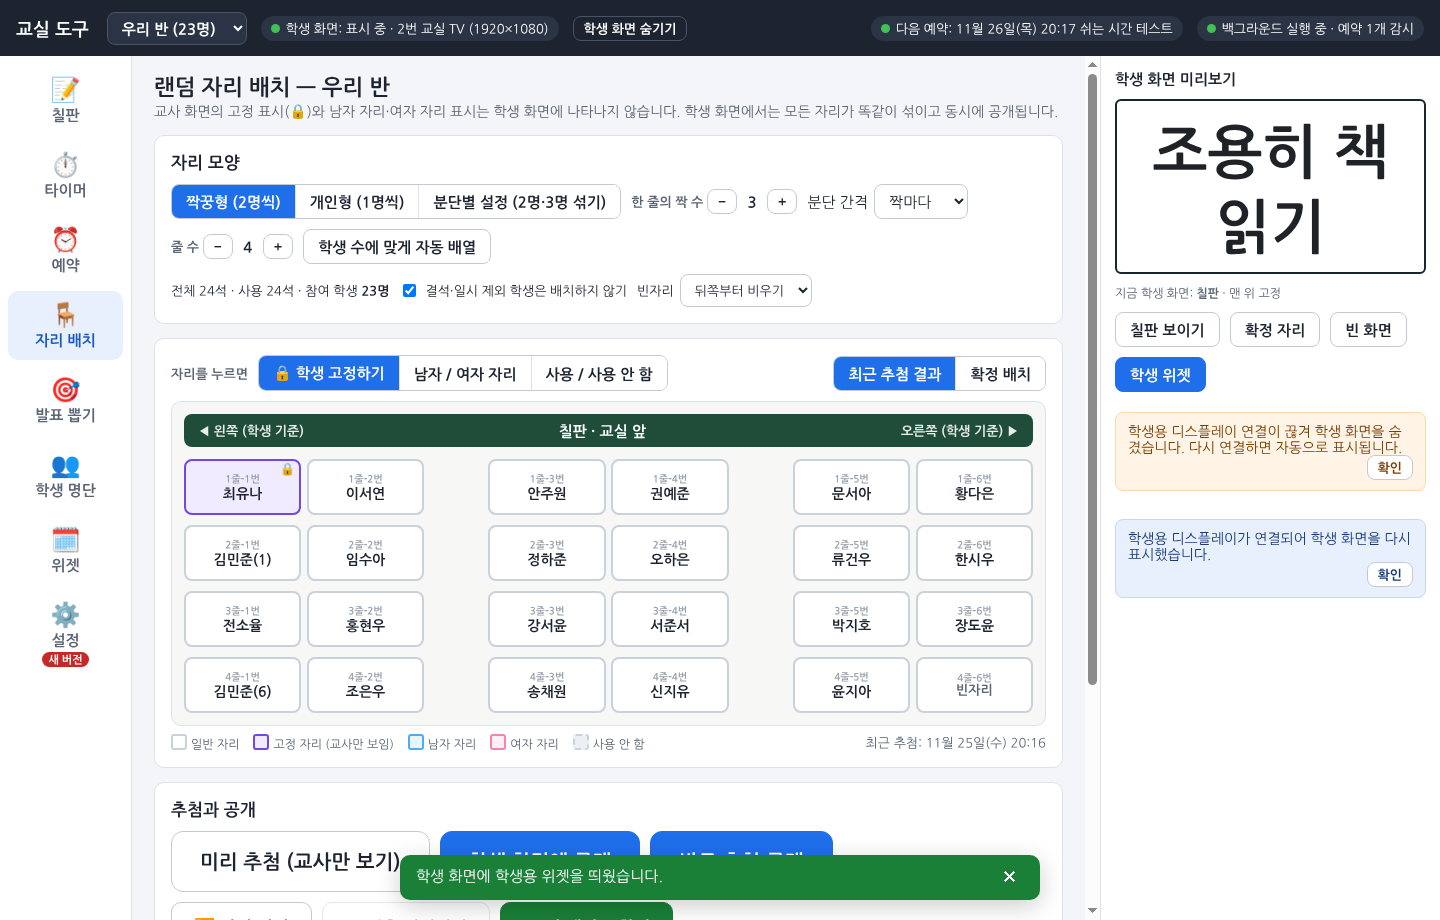 교실 도구
우리 반 (23명)
학생 화면: 표시 중 · 2번 교실 TV (1920×1080)
학생 화면 숨기기
다음 예약: 11월 26일(목) 20:17 쉬는 시간 테스트
백그라운드 실행 중 · 예약 1개 감시
칠판
타이머
예약
자리 배치
발표 뽑기
학생 명단
위젯
설정
새 버전
랜덤 자리 배치 — 우리 반
교사 화면의 고정 표시(🔒)와 남자 자리·여자 자리 표시는 학생 화면에 나타나지 않습니다. 학생 화면에서는 모든 자리가 똑같이 섞이고 동시에 공개됩니다.
자리 모양
짝꿍형 (2명씩)
개인형 (1명씩)
분단별 설정 (2명·3명 섞기)
한 줄의 짝 수 − 3 +
분단 간격 짝마다
줄 수 − 4 +
학생 수에 맞게 자동 배열
전체 24석 · 사용 24석 · 참여 학생 23명
결석·일시 제외 학생은 배치하지 않기
빈자리 뒤쪽부터 비우기
자리를 누르면
🔒 학생 고정하기
남자 / 여자 자리
사용 / 사용 안 함
최근 추첨 결과
확정 배치
◀ 왼쪽 (학생 기준)
칠판 · 교실 앞
오른쪽 (학생 기준) ▶
1줄-1번
최유나
1줄-2번
이서연
1줄-3번
안주원
1줄-4번
권예준
1줄-5번
문서아
1줄-6번
황다은
2줄-1번
김민준(1)
2줄-2번
임수아
2줄-3번
정하준
2줄-4번
오하은
2줄-5번
류건우
2줄-6번
한시우
3줄-1번
전소율
3줄-2번
홍현우
3줄-3번
강서윤
3줄-4번
서준서
3줄-5번
박지호
3줄-6번
장도윤
4줄-1번
김민준(6)
4줄-2번
조은우
4줄-3번
송채원
4줄-4번
신지유
4줄-5번
윤지아
4줄-6번
빈자리
일반 자리
고정 자리 (교사만 보임)
남자 자리
여자 자리
사용 안 함
최근 추첨: 11월 25일(수) 20:16
추첨과 공개
미리 추첨 (교사만 보기)
학생 화면에 학생용 위젯을 띄웠습니다.
✕
학생 화면 미리보기
조용히 책
읽기
지금 학생 화면: 칠판 · 맨 위 고정
칠판 보이기
확정 자리
빈 화면
학생 위젯
학생용 디스플레이 연결이 끊겨 학생 화면을 숨
겼습니다. 다시 연결하면 자동으로 표시됩니다.
확인
학생용 디스플레이가 연결되어 학생 화면을 다시
표시했습니다.
확인